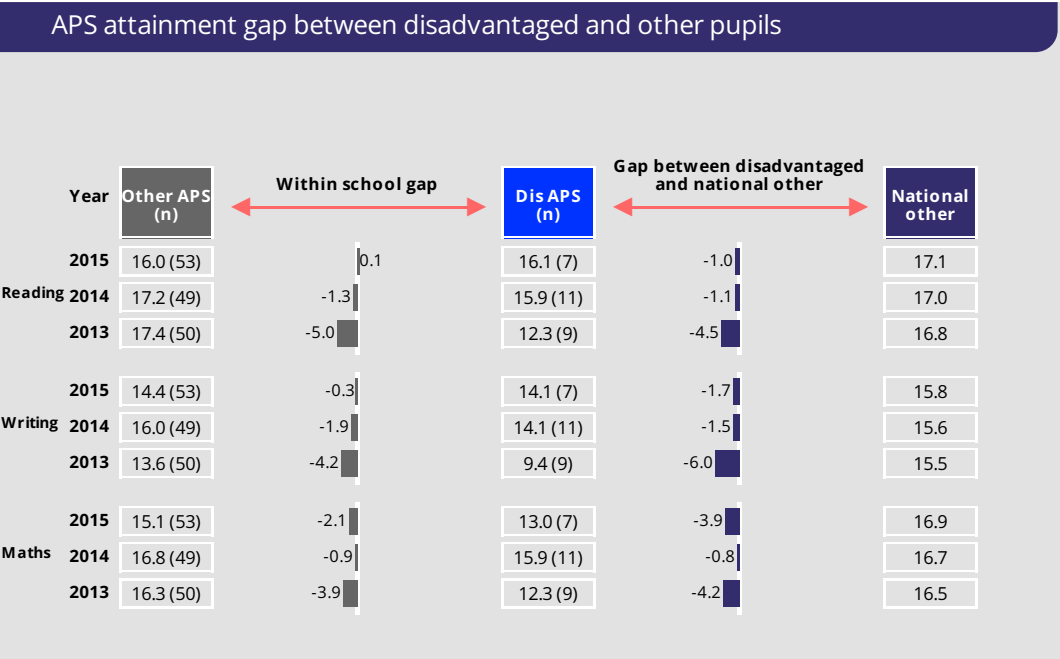 APS attainment gap between disadvantaged and other pupils
Year
Other APS
(n)
Within school gap
Dis APS
(n)
Gap between disadvantaged
and national other
National
other
Reading
2015 16.0 (53) 0.1 16.1 (7) -1.0 17.1
2014 17.2 (49) -1.3 15.9 (11) -1.1 17.0
2013 17.4 (50) -5.0 12.3 (9) -4.5 16.8
Writing
2015 14.4 (53) -0.3 14.1 (7) -1.7 15.8
2014 16.0 (49) -1.9 14.1 (11) -1.5 15.6
2013 13.6 (50) -4.2 9.4 (9) -6.0 15.5
Maths
2015 15.1 (53) -2.1 13.0 (7) -3.9 16.9
2014 16.8 (49) -0.9 15.9 (11) -0.8 16.7
2013 16.3 (50) -3.9 12.3 (9) -4.2 16.5